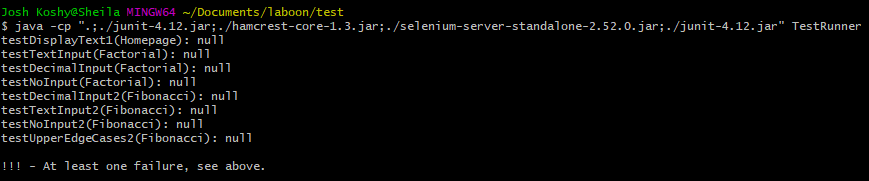 Josh Koshy@Sheila MINGW64 ~/Documents/laboon/test
$ java -cp ".;./junit-4.12.jar;./hamcrest-core-1.3.jar;./selenium-server-standalone-2.52.0.jar;./junit-4.12.jar" TestRunner
testDisplayText1(Homepage): null
testTextInput(Factorial): null
testDecimalInput(Factorial): null
testNoInput(Factorial): null
testDecimalInput2(Fibonacci): null
testTextInput2(Fibonacci): null
testNoInput2(Fibonacci): null
testUpperEdgeCases2(Fibonacci): null
!!! - At least one failure, see above.